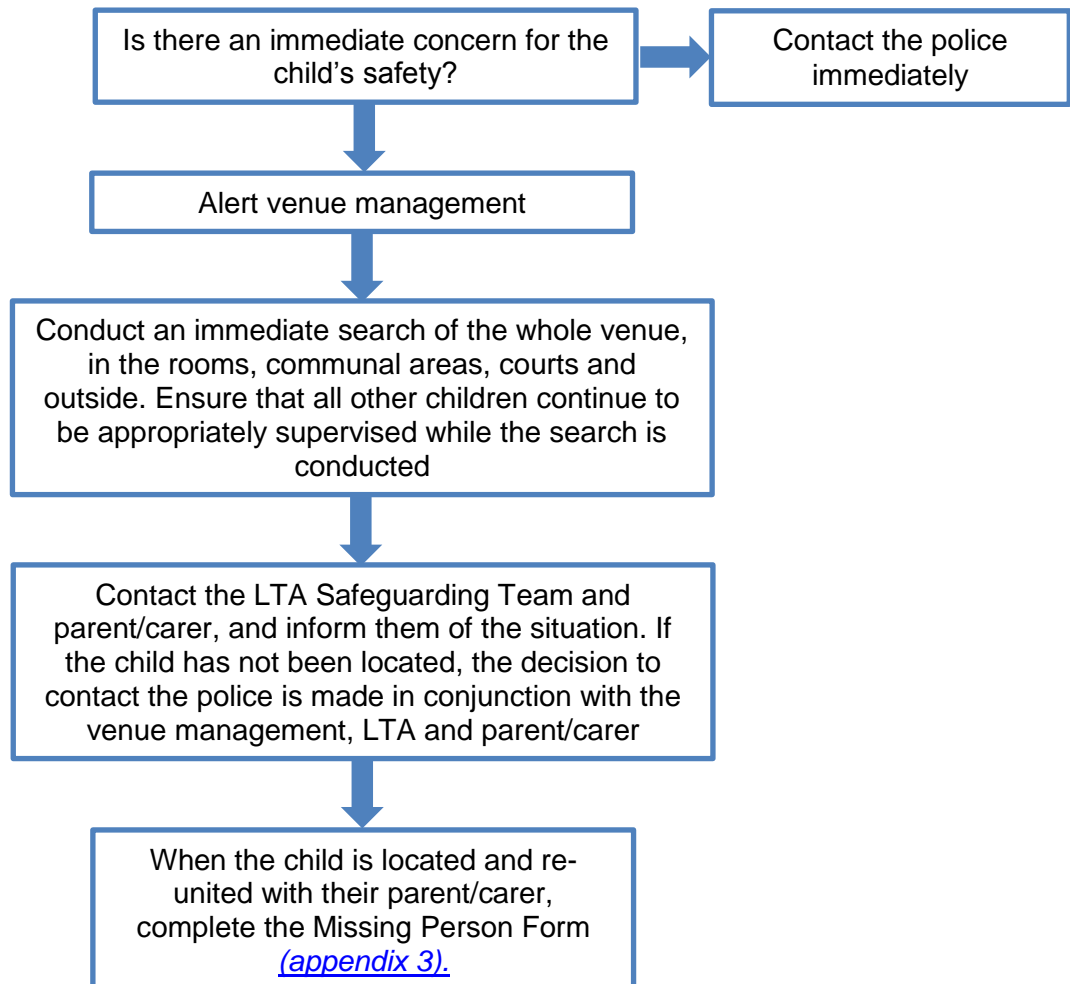 Is there an immediate concern for the
child’s safety?
Contact the police
immediately
Alert venue management
Conduct an immediate search of the whole venue,
in the rooms, communal areas, courts and
outside. Ensure that all other children continue to
be appropriately supervised while the search is
conducted
Contact the LTA Safeguarding Team and
parent/carer, and inform them of the situation. If
the child has not been located, the decision to
contact the police is made in conjunction with the
venue management, LTA and parent/carer
When the child is located and re-
united with their parent/carer,
complete the Missing Person Form
(appendix 3).